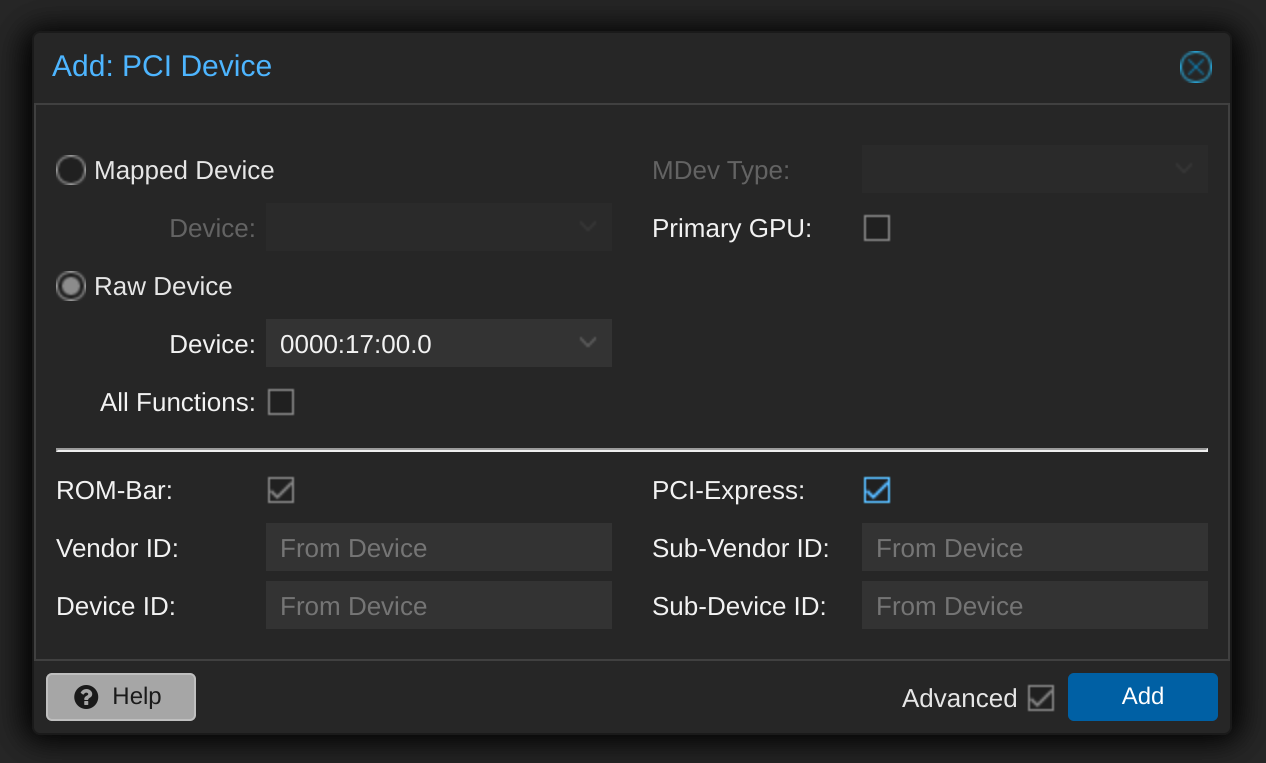 Add: PCI Device
Mapped Device
MDev Type:
Device:
Primary GPU:
Raw Device
Device: 0000:17:00.0
All Functions:
ROM-Bar:
PCI-Express:
Vendor ID: From Device
Sub-Vendor ID: From Device
Device ID: From Device
Sub-Device ID: From Device
Help
Advanced
Add